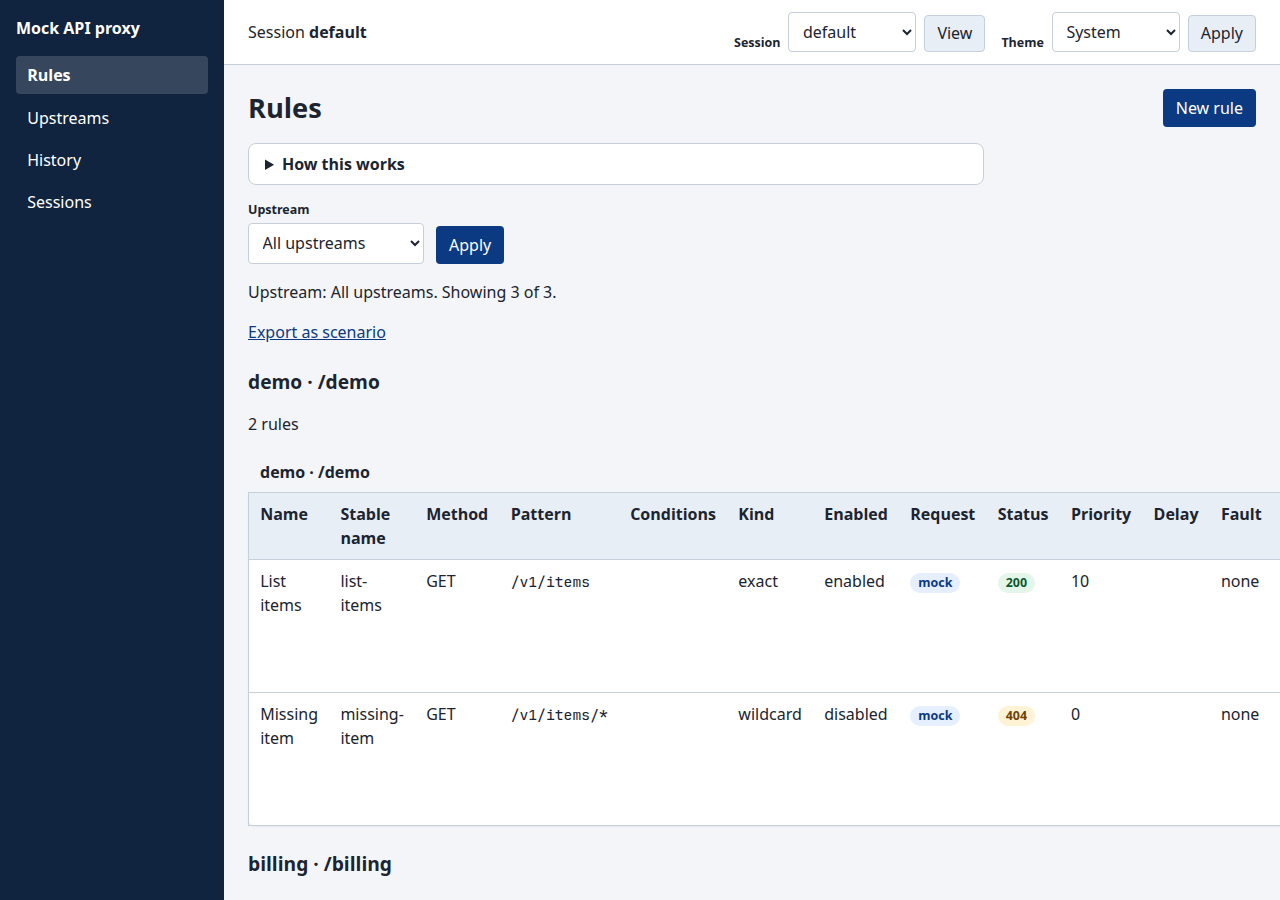 Mock API proxy
Rules
Upstreams
History
Sessions
Session default
Session
default
View
Theme
System
Apply
Rules
New rule
How this works
Upstream
All upstreams
Apply
Upstream: All upstreams. Showing 3 of 3.
Export as scenario
demo · /demo
2 rules
demo · /demo
Name Stable name Method Pattern Conditions Kind Enabled Request Status Priority Delay Fault
List items list-items GET /v1/items exact enabled mock 200 10 none
Missing item missing-item GET /v1/items/* wildcard disabled mock 404 0 none
billing · /billing